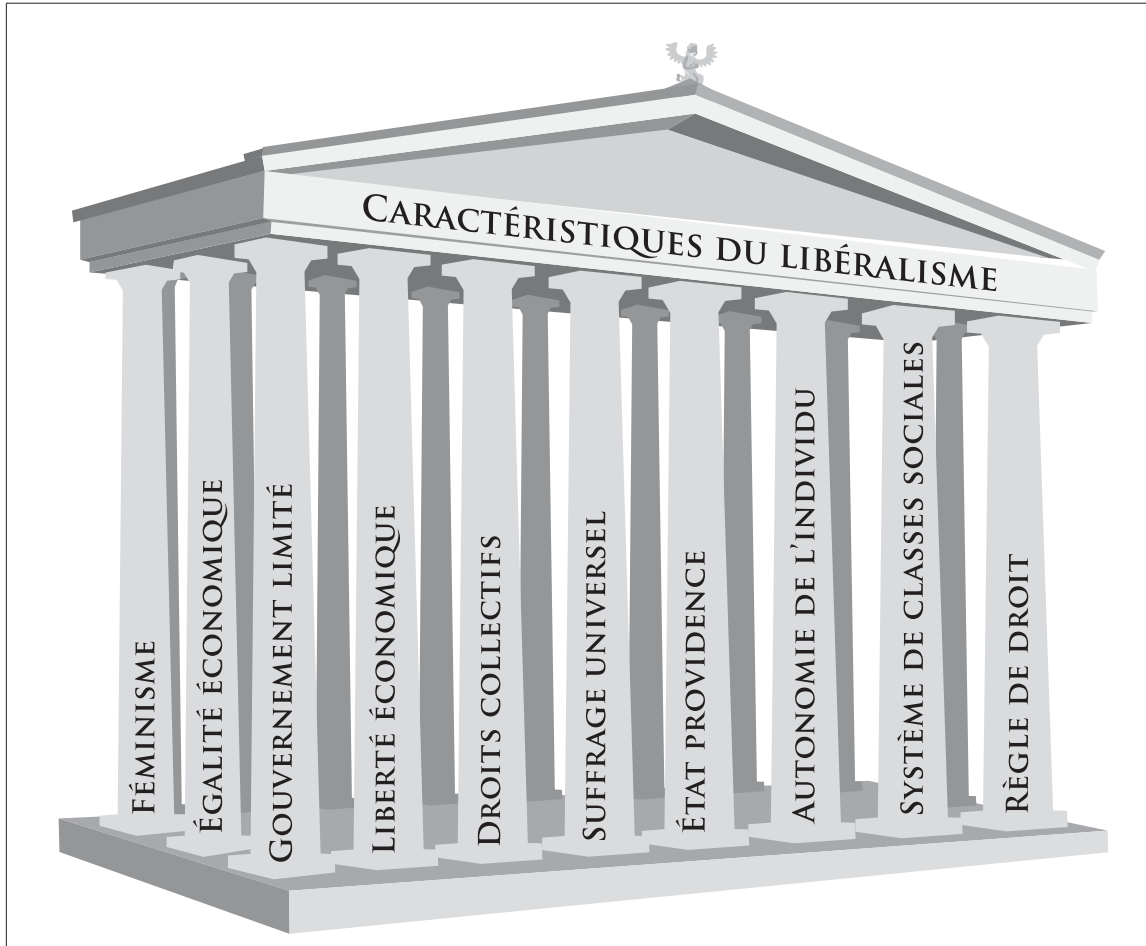 Caractéristiques du libéralisme
Féminisme
Égalité économique
Gouvernement limité
Liberté économique
Droits collectifs
Suffrage universel
État providence
Autonomie de l'individu
Système de classes sociales
Règle de droit